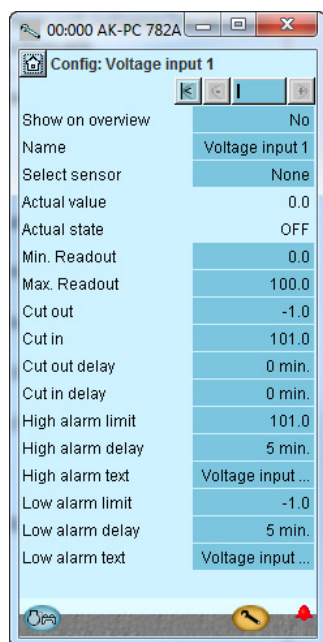 00:000 AK-PC 782A
Config: Voltage input 1
Show on overview No
Name Voltage input 1
Select sensor None
Actual value 0.0
Actual state OFF
Min. Readout 0.0
Max. Readout 100.0
Cut out -1.0
Cut in 101.0
Cut out delay 0 min.
Cut in delay 0 min.
High alarm limit 101.0
High alarm delay 5 min.
High alarm text Voltage input ...
Low alarm limit -1.0
Low alarm delay 5 min.
Low alarm text Voltage input ...